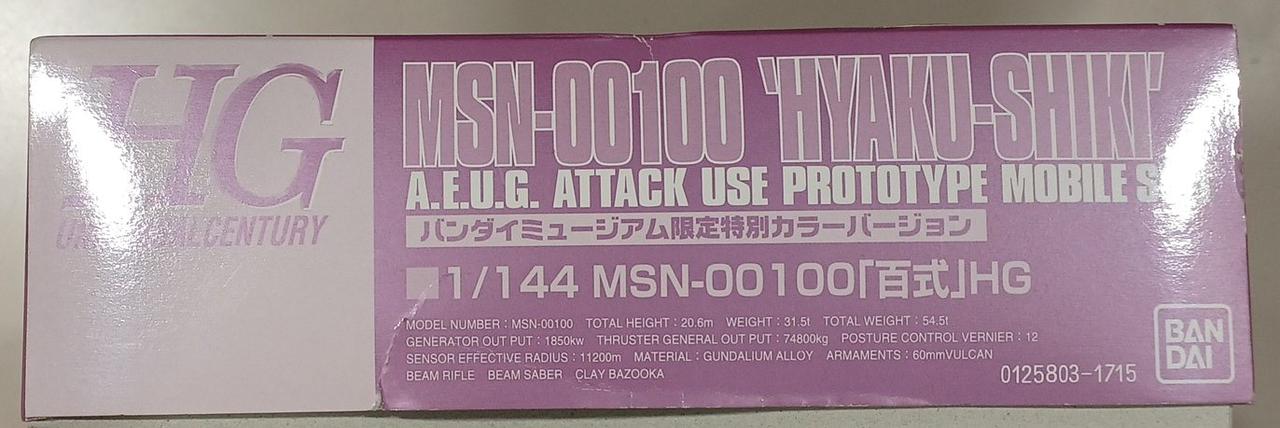 HG
MSN-00100 'HYAKU-SHIKI'
A.E.U.G. ATTACK USE PROTOTYPE MOBILE
バンダイミュージアム限定特別カラーバージョン
1/144 MSN-00100「百式」HG
MODEL NUMBER：MSN-00100 TOTAL HEIGHT：20.6m WEIGHT：31.5t TOTAL WEIGHT：54.5t
GENERATOR OUT PUT：1850kw THRUSTER GENERAL OUT PUT：74800kg POSTURE CONTROL VERNIER：12
SENSOR EFFECTIVE RADIUS：11200m MATERIAL：GUNDALIUM ALLOY ARMAMENTS：60mmVULCAN
BEAM RIFLE BEAM SABER CLAY BAZOOKA
0125803-1715
BAN
DAI